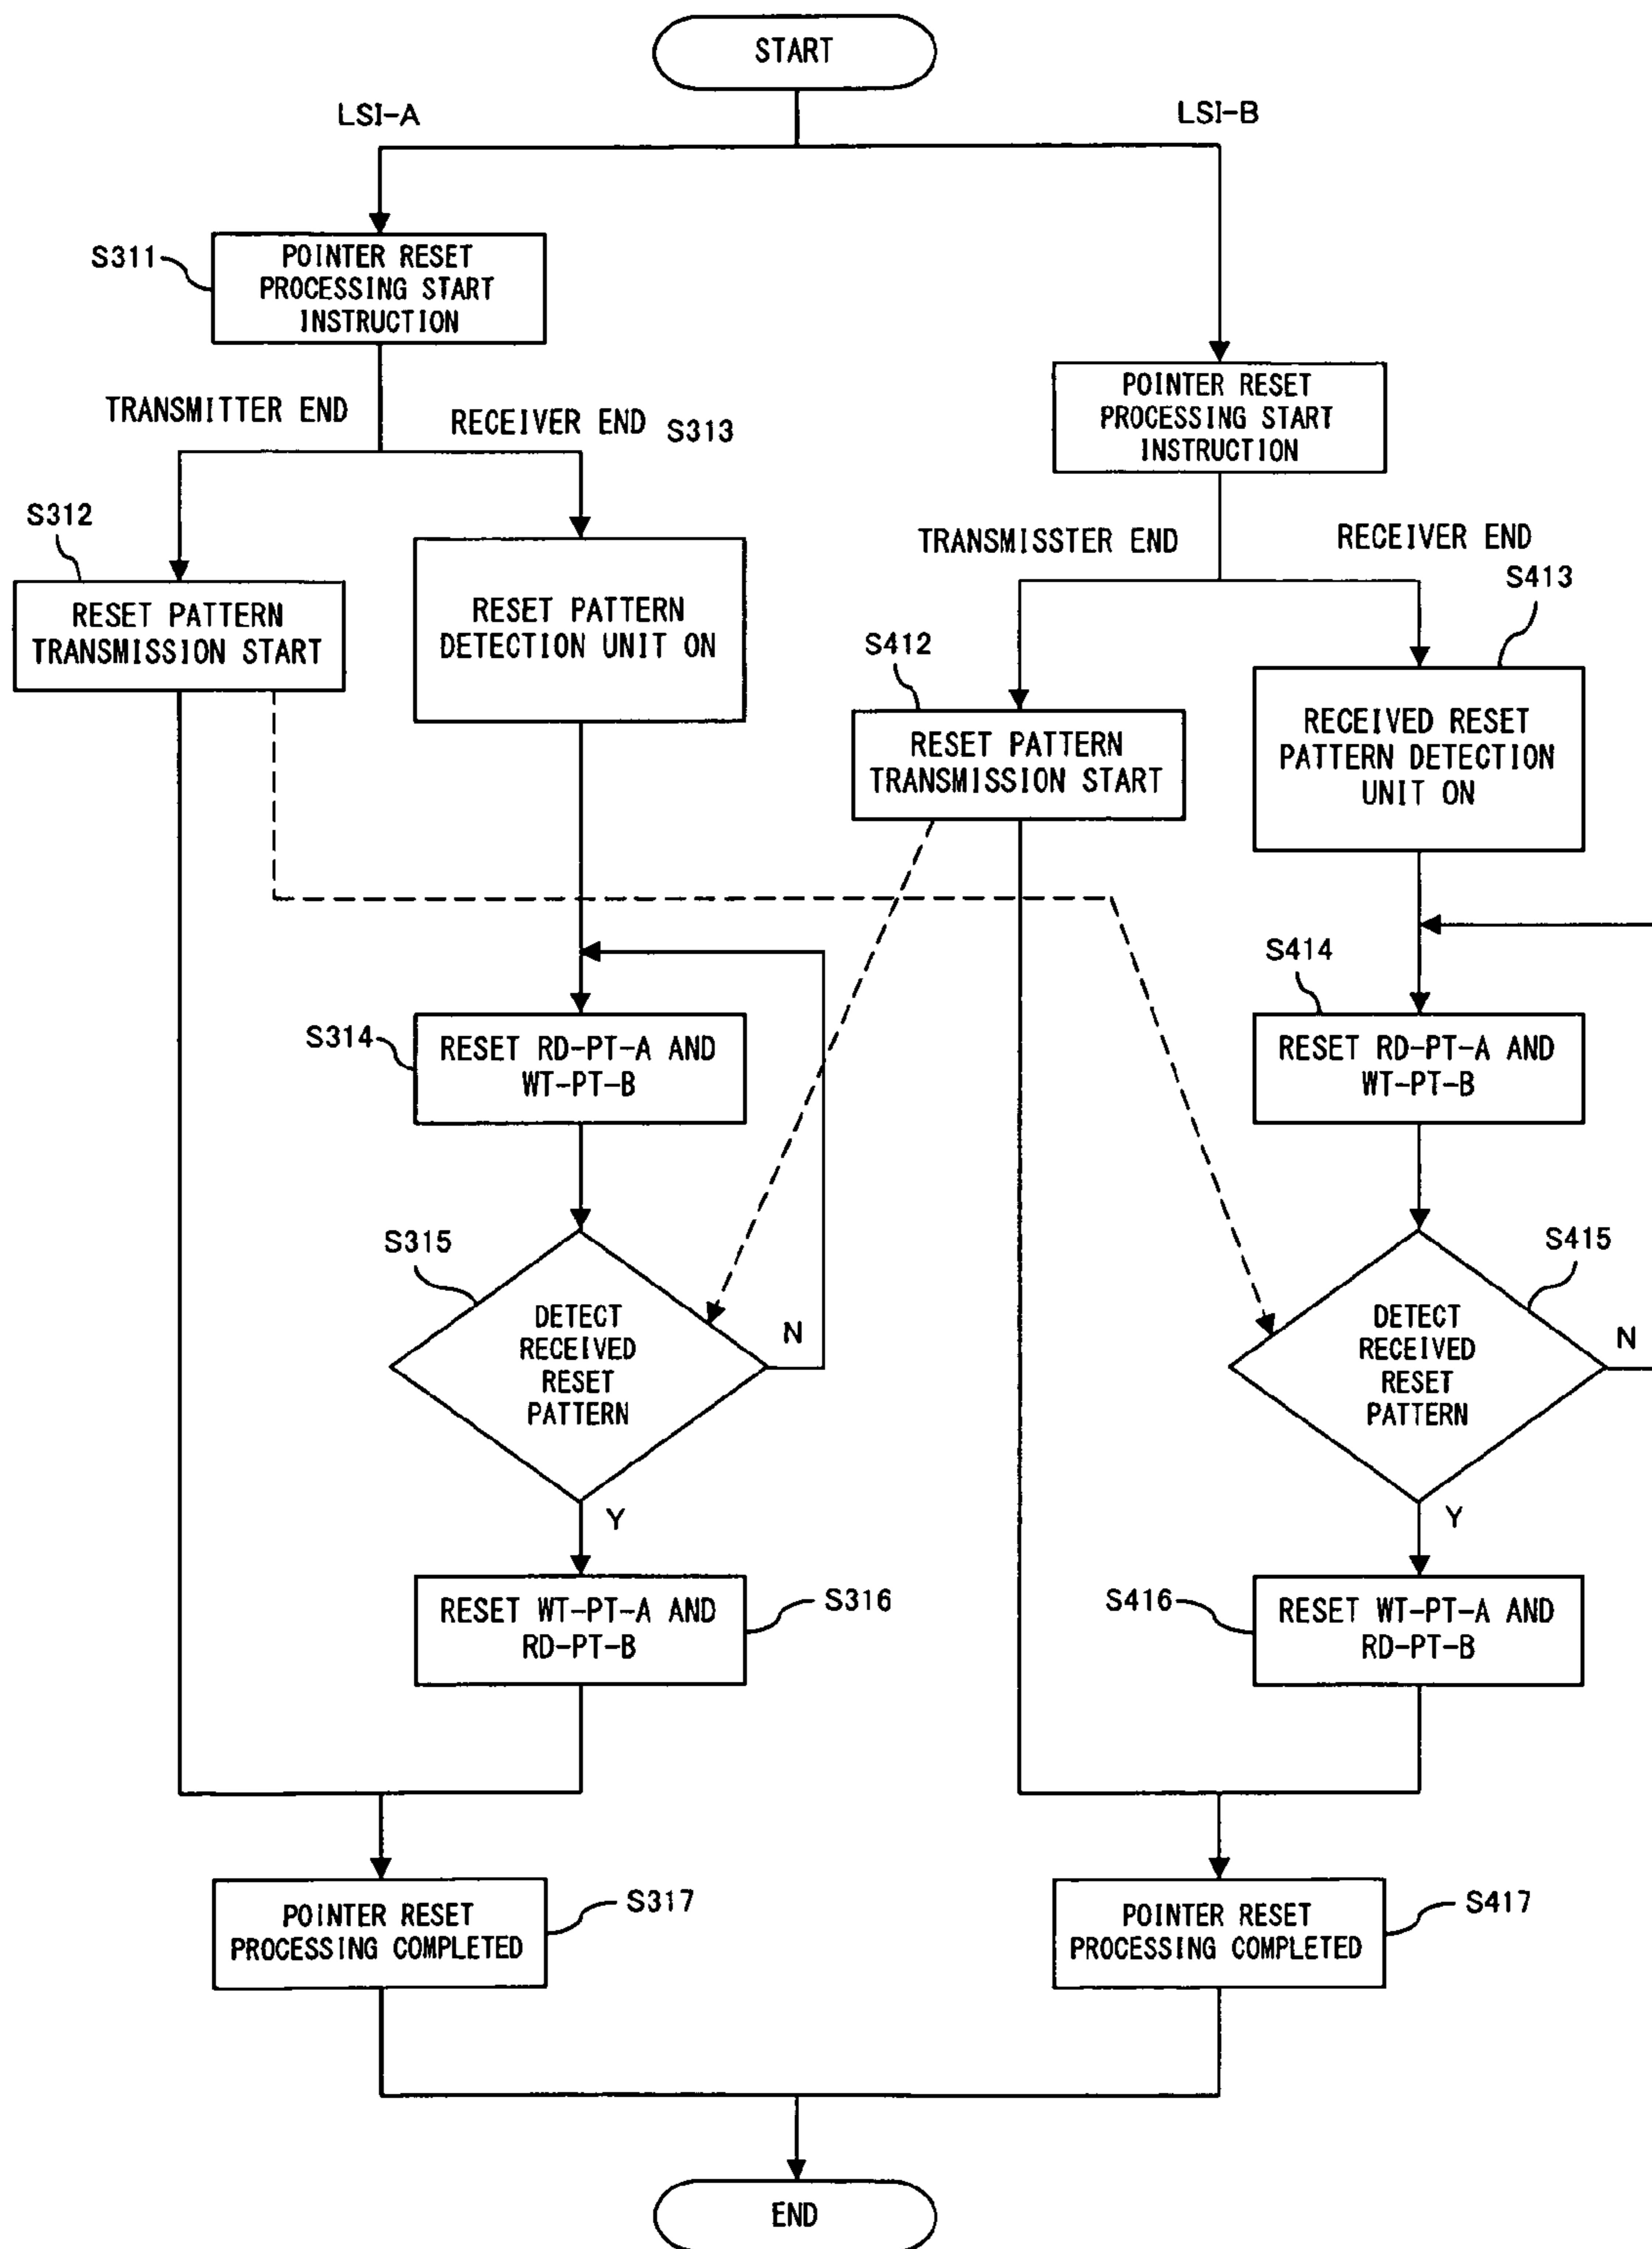 START
LSI-A
LSI-B
S311
POINTER RESET
PROCESSING START
INSTRUCTION
POINTER RESET
PROCESSING START
INSTRUCTION
TRANSMITTER END
RECEIVER END
S313
S312
RESET PATTERN
TRANSMISSION START
RESET PATTERN
DETECTION UNIT ON
TRANSMISSTER END
RECEIVER END
S413
S412
RESET PATTERN
TRANSMISSION START
RECEIVED RESET
PATTERN DETECTION
UNIT ON
S314
RESET RD-PT-A AND
WT-PT-B
S414
RESET RD-PT-A AND
WT-PT-B
S315
DETECT
RECEIVED
RESET
PATTERN
N
Y
S415
DETECT
RECEIVED
RESET
PATTERN
N
Y
RESET WT-PT-A AND
RD-PT-B
S316
S416
RESET WT-PT-A AND
RD-PT-B
POINTER RESET
PROCESSING COMPLETED
S317
POINTER RESET
PROCESSING COMPLETED
S417
END